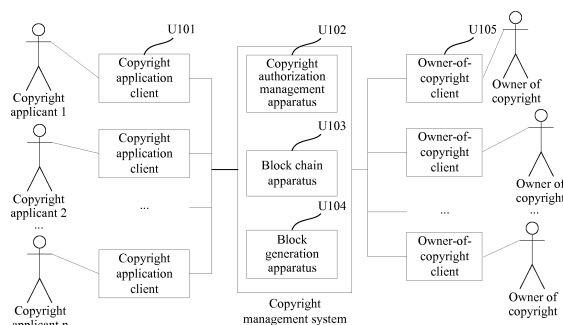 U101
U102
U105
Copyright
application
client
Copyright
applicant 1
Copyright
authorization
management
apparatus
Owner-of-
copyright
client
Owner of
copyright
U103
Copyright
application
client
Copyright
applicant 2
...
...
Block chain
apparatus
Owner-of-
copyright
client
Owner of
copyright
...
...
U104
Copyright
application
client
Copyright
applicant n
Block
generation
apparatus
Owner-of-
copyright
client
Owner of
copyright
Copyright
management system